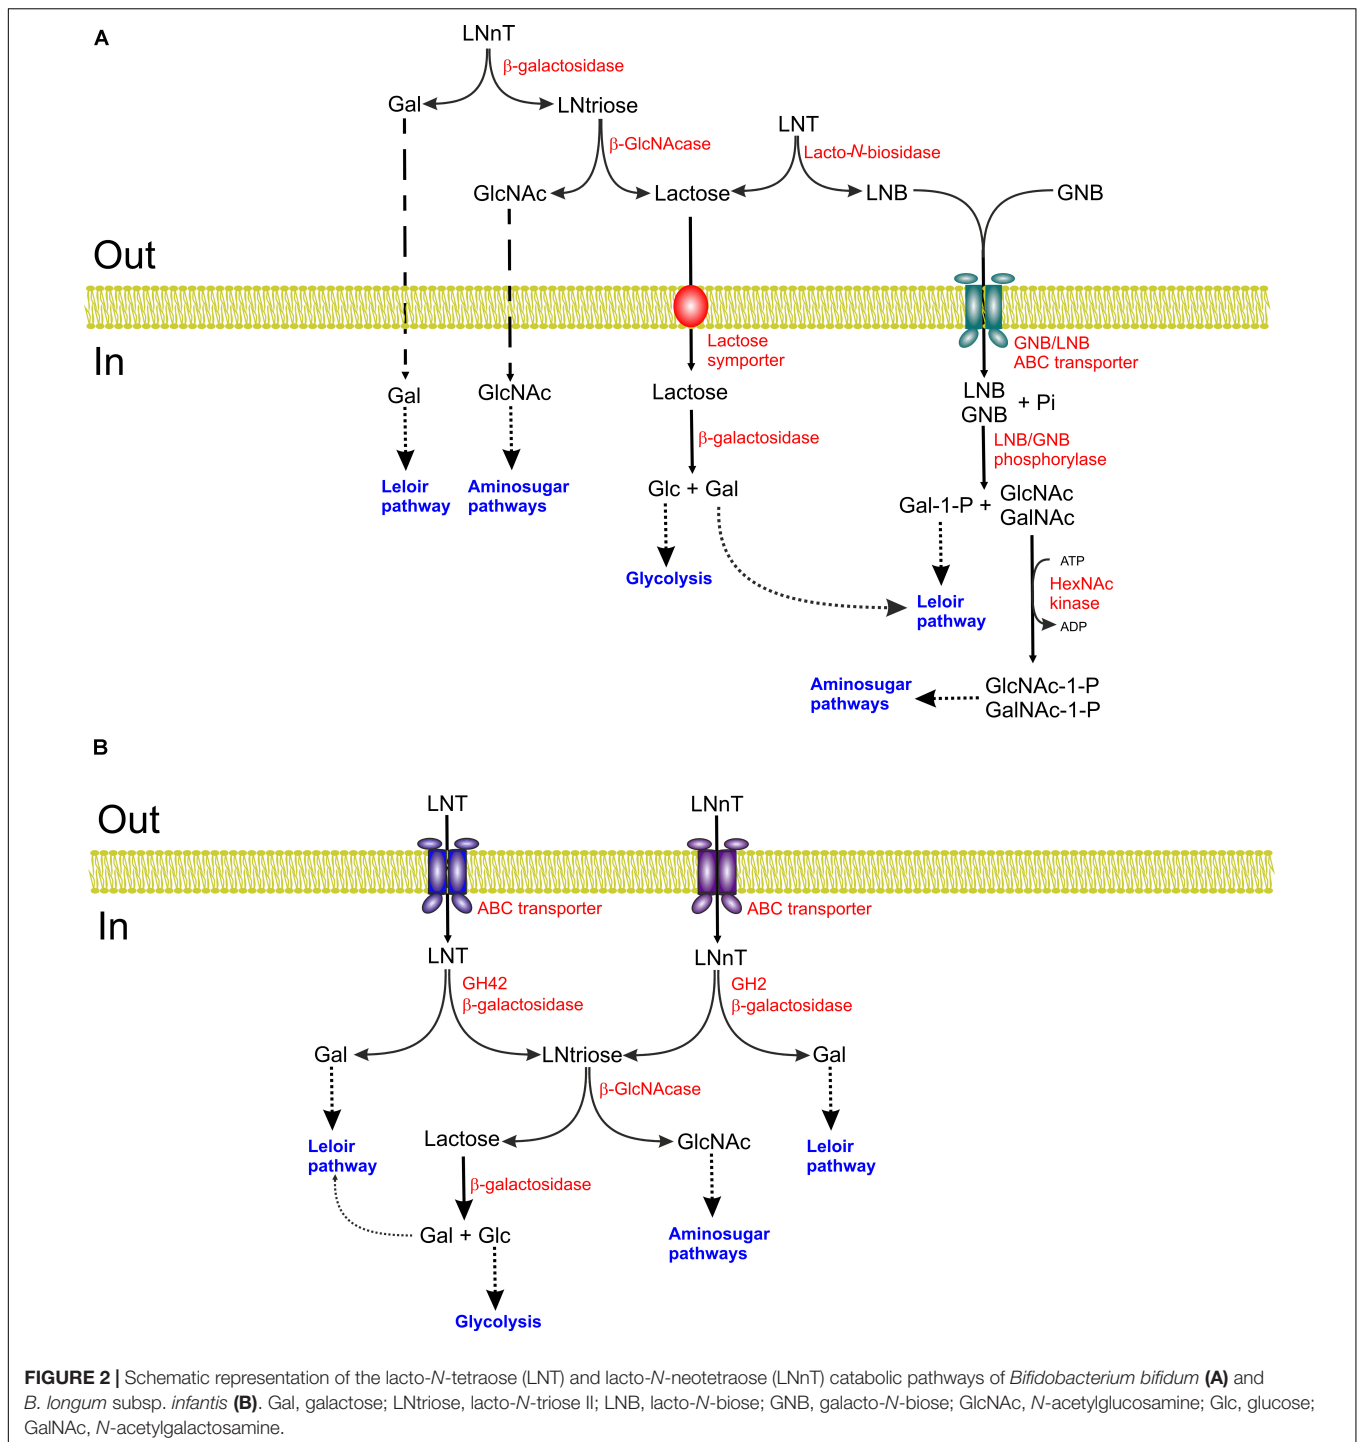 A
LNnT
β-galactosidase
Gal
LNtriose
LNT
β-GlcNAcase
Lacto-N-biosidase
GlcNAc
Lactose
LNB
GNB
Out
In
Lactose
symporter
GNB/LNB
ABC transporter
Gal
GlcNAc
Lactose
LNB
GNB
+ Pi
β-galactosidase
LNB/GNB
phosphorylase
Leloir
pathway
Aminosugar
pathways
Glc + Gal
Gal-1-P +
GlcNAc
GalNAc
Glycolysis
ATP
HexNAc
kinase
ADP
Leloir
pathway
Aminosugar
pathways
GlcNAc-1-P
GalNAc-1-P
B
Out
LNT
LNnT
In
ABC transporter
ABC transporter
LNT
LNnT
GH42
β-galactosidase
GH2
β-galactosidase
Gal
LNtriose
Gal
β-GlcNAcase
Leloir
pathway
Lactose
GlcNAc
Leloir
pathway
β-galactosidase
Gal + Glc
Aminosugar
pathways
Glycolysis
FIGURE 2 | Schematic representation of the lacto-N-tetraose (LNT) and lacto-N-neotetraose (LNnT) catabolic pathways of Bifidobacterium bifidum (A) and
B. longum subsp. infantis (B). Gal, galactose; LNtriose, lacto-N-triose II; LNB, lacto-N-biose; GNB, galacto-N-biose; GlcNAc, N-acetylglucosamine; Glc, glucose;
GalNAc, N-acetylgalactosamine.